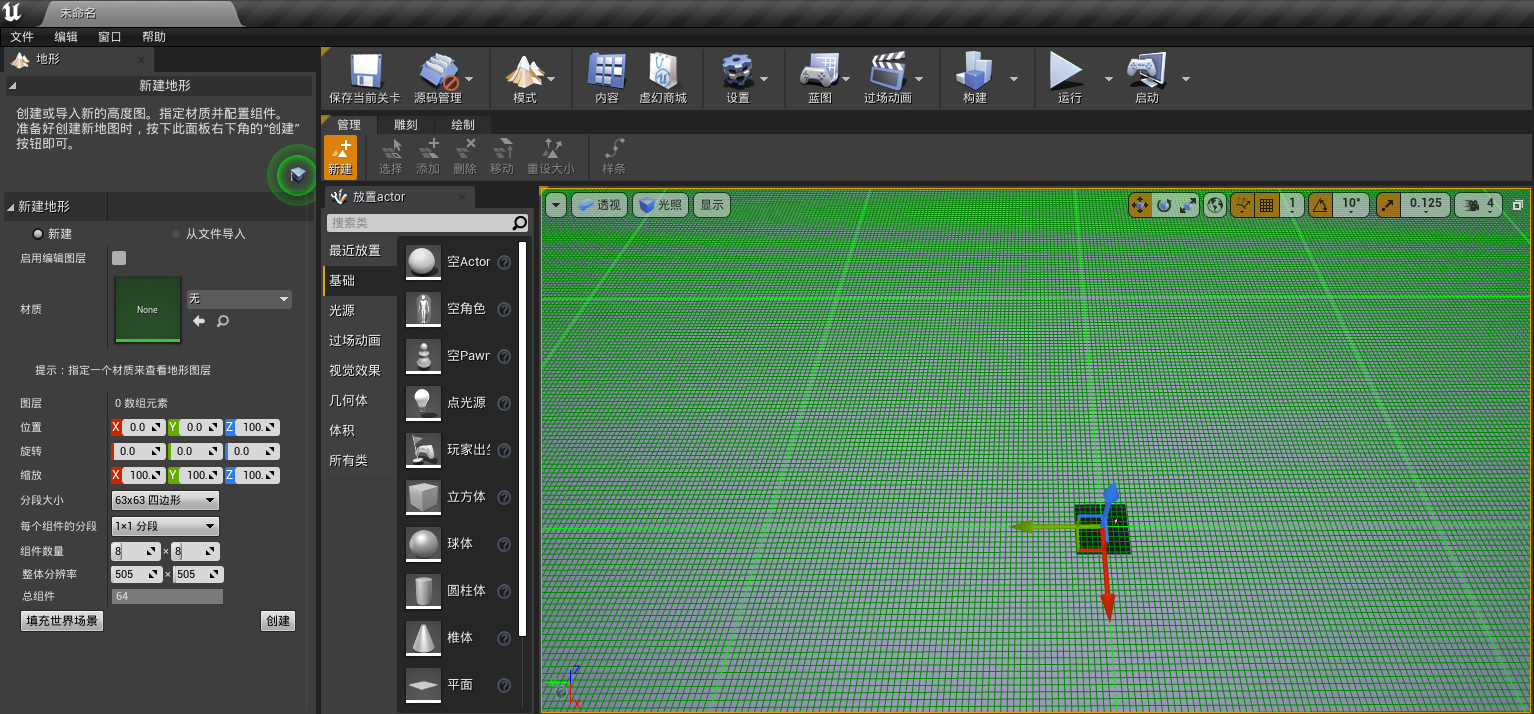 未命名
文件 编辑 窗口 帮助
地形
新建地形
创建或导入新的高度图。指定材质并配置组件。
准备好创建新地图时，按下此面板右下角的“创建”
按钮即可。
新建地形
新建 从文件导入
启用编辑图层
材质
None
无
提示：指定一个材质来查看地形图层
图层 0 数组元素
位置 X 0.0 Y 0.0 Z 100.
旋转 0.0 0.0 0.0
缩放 X 100. Y 100. Z 100.
分段大小 63x63 四边形
每个组件的分段 1×1 分段
组件数量 8 × 8
整体分辨率 505 × 505
总组件 64
填充世界场景 创建
保存当前关卡 源码管理 模式 内容 虚幻商城 设置 蓝图 过场动画 构建 运行 启动
管理 雕刻 绘制
新建 选择 添加 删除 移动 重设大小 样条
放置actor
搜索类
最近放置
基础
光源
过场动画
视觉效果
几何体
体积
所有类
空Actor
空角色
空Pawn
点光源
玩家出
立方体
球体
圆柱体
椎体
平面
透视 光照 显示
1 10° 0.125 4
Z
X